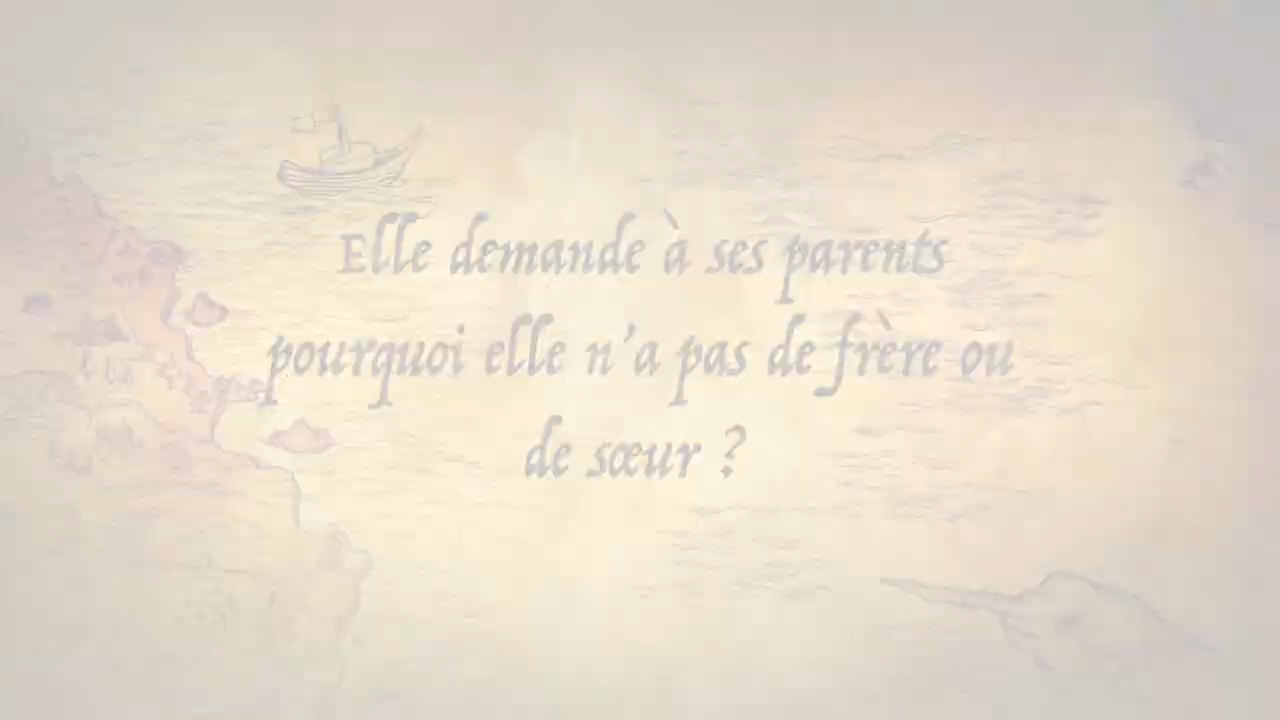 Elle demande à ses parents
pourquoi elle n'a pas de frère ou
de sœur ?